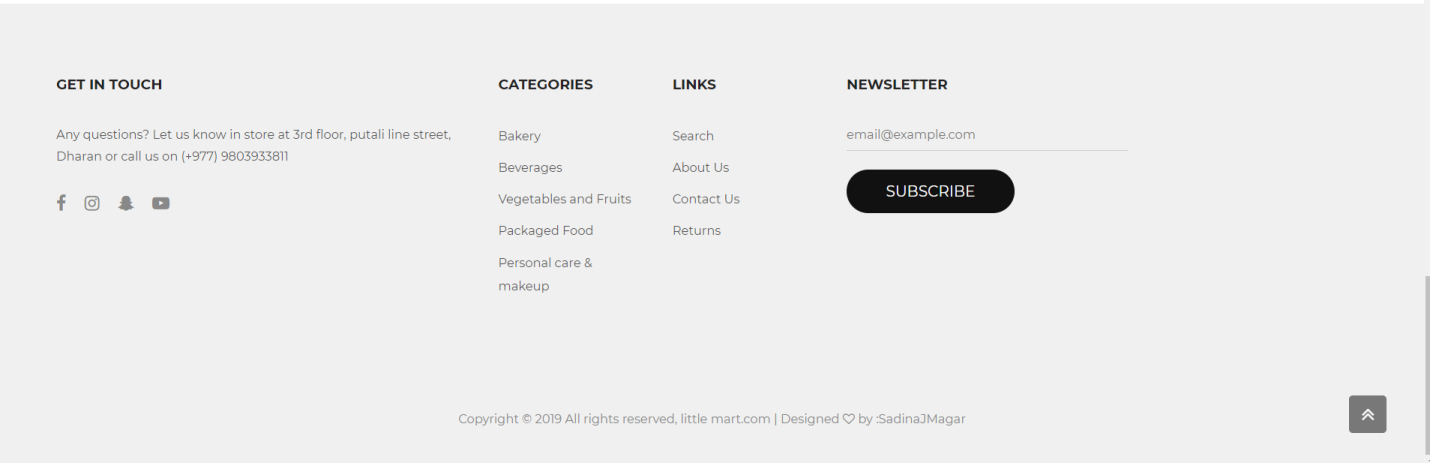 GET IN TOUCH
Any questions? Let us know in store at 3rd floor, putali line street,
Dharan or call us on (+977) 9803933811
CATEGORIES
Bakery
Beverages
Vegetables and Fruits
Packaged Food
Personal care &
makeup
LINKS
Search
About Us
Contact Us
Returns
NEWSLETTER
email@example.com
SUBSCRIBE
Copyright © 2019 All rights reserved, little mart.com | Designed ♡ by :SadinaJMagar